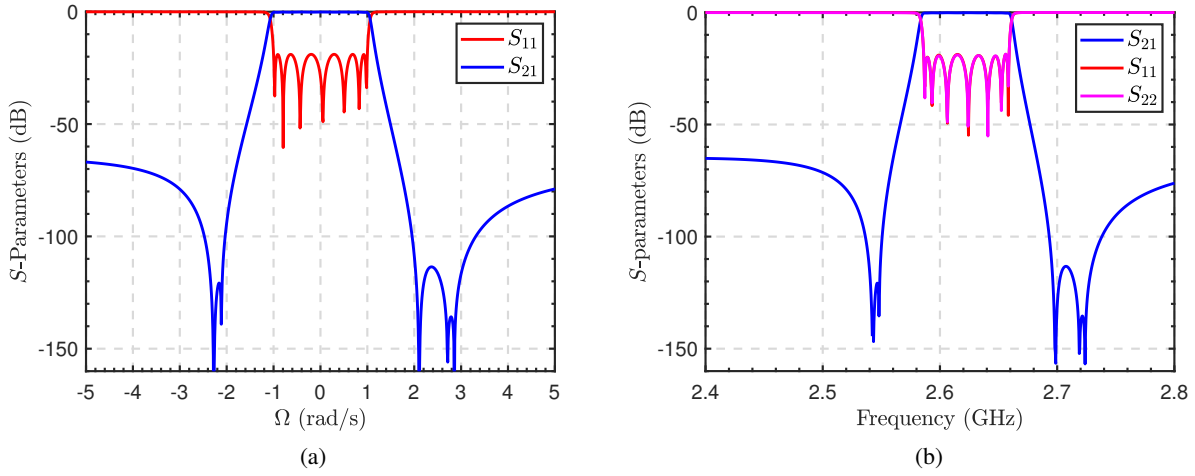 0
-50
-100
-150
S-Parameters (dB)
S11
S21
-5 -4 -3 -2 -1 0 1 2 3 4 5
Ω (rad/s)
(a)
0
-50
-100
-150
S-parameters (dB)
S21
S11
S22
2.4 2.5 2.6 2.7 2.8
Frequency (GHz)
(b)